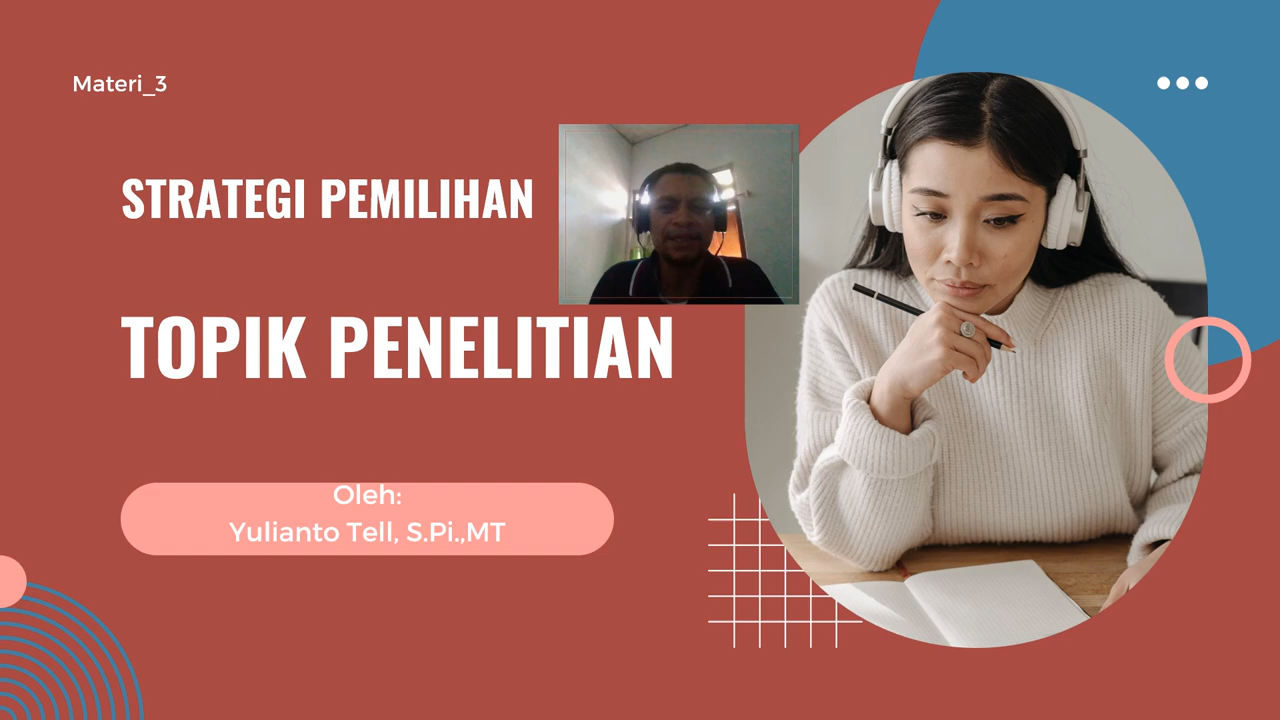 Materi_3
STRATEGI PEMILIHAN
TOPIK PENELITIAN
Oleh:
Yulianto Tell, S.Pi.,MT